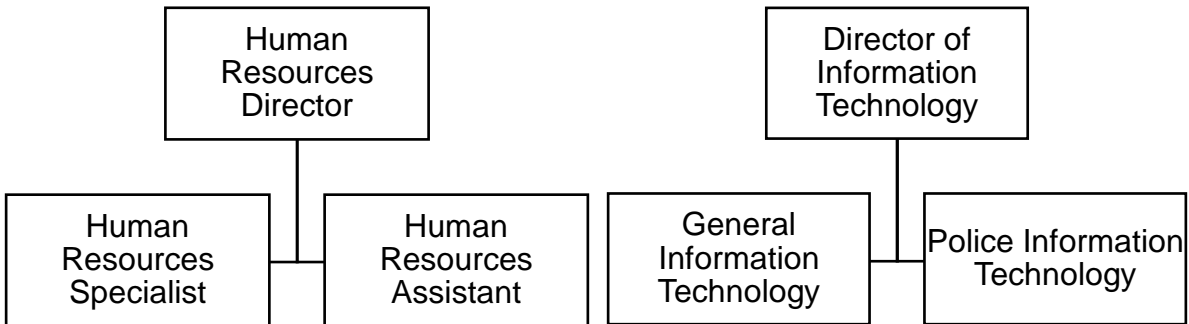 Human
Resources
Director
Director of
Information
Technology
Human
Resources
Specialist
Human
Resources
Assistant
General
Information
Technology
Police Information
Technology